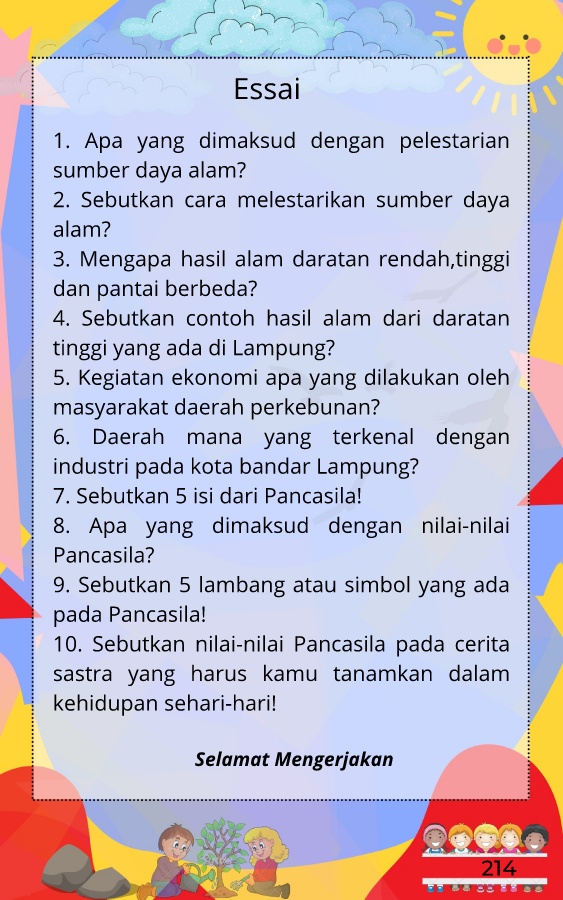 Essai
1. Apa yang dimaksud dengan pelestarian
sumber daya alam?
2. Sebutkan cara melestarikan sumber daya
alam?
3. Mengapa hasil alam daratan rendah,tinggi
dan pantai berbeda?
4. Sebutkan contoh hasil alam dari daratan
tinggi yang ada di Lampung?
5. Kegiatan ekonomi apa yang dilakukan oleh
masyarakat daerah perkebunan?
6. Daerah mana yang terkenal dengan
industri pada kota bandar Lampung?
7. Sebutkan 5 isi dari Pancasila!
8. Apa yang dimaksud dengan nilai-nilai
Pancasila?
9. Sebutkan 5 lambang atau simbol yang ada
pada Pancasila!
10. Sebutkan nilai-nilai Pancasila pada cerita
sastra yang harus kamu tanamkan dalam
kehidupan sehari-hari!
Selamat Mengerjakan
214